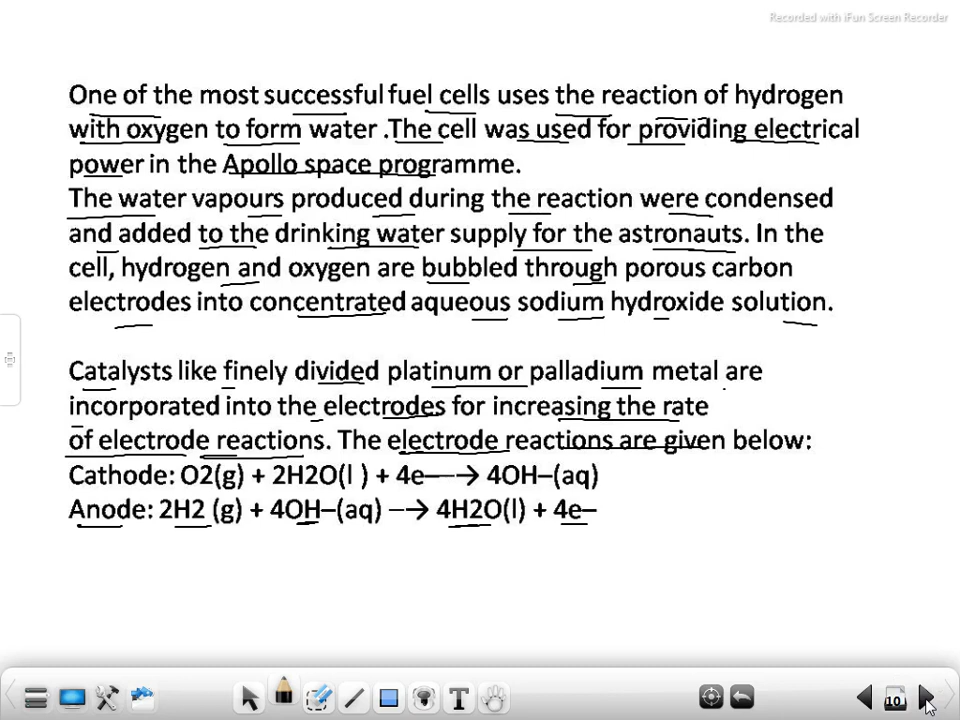 Recorded with iFun Screen Recorder
One of the most successful fuel cells uses the reaction of hydrogen
with oxygen to form water .The cell was used for providing electrical
power in the Apollo space programme.
The water vapours produced during the reaction were condensed
and added to the drinking water supply for the astronauts. In the
cell, hydrogen and oxygen are bubbled through porous carbon
electrodes into concentrated aqueous sodium hydroxide solution.
Catalysts like finely divided platinum or palladium metal are
incorporated into the electrodes for increasing the rate
of electrode reactions. The electrode reactions are given below:
Cathode: O2(g) + 2H2O(l ) + 4e-–→ 4OH–(aq)
Anode: 2H2 (g) + 4OH–(aq) –→ 4H2O(l) + 4e–
T
10